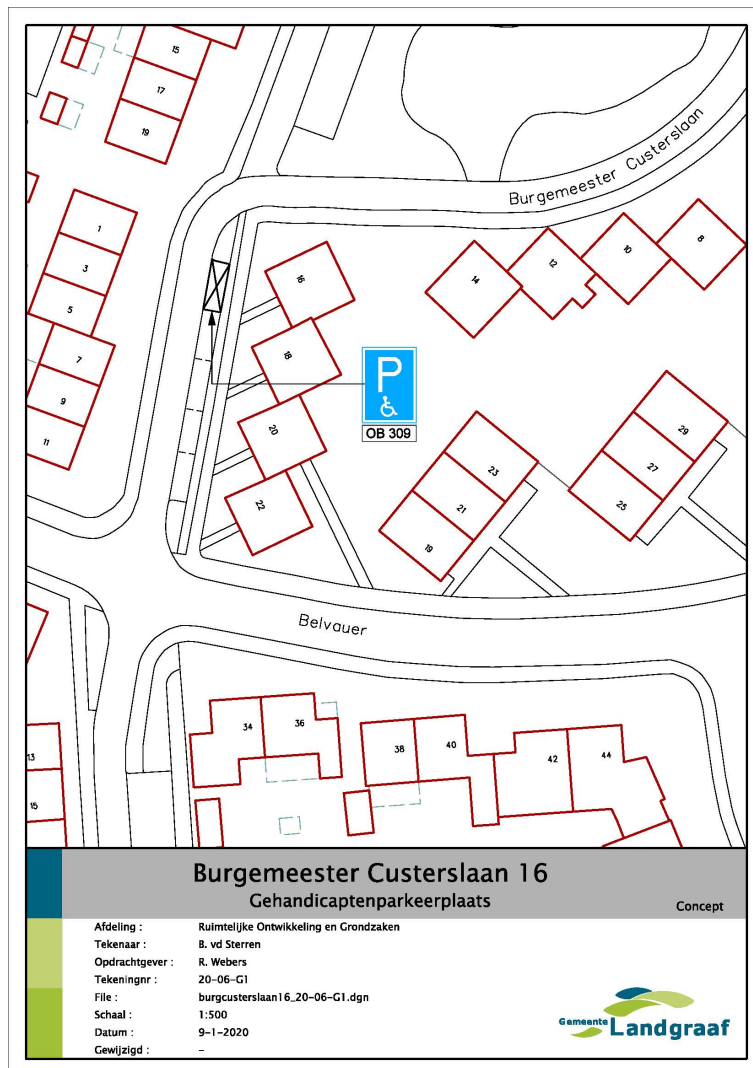 15
17
19
Burgemeester Custerslaan
1
3
5
7
9
11
16
18
20
22
14
12
10
8
P
OB 309
23
21
19
29
27
25
Belvauer
34
36
38
40
42
44
13
15
Burgemeester Custerslaan 16
Gehandicaptenparkeerplaats
Concept
Afdeling : Ruimtelijke Ontwikkeling en Grondzaken
Tekenaar : B. vd Sterren
Opdrachtgever : R. Webers
Tekeningnr : 20-06-G1
File : burgcusterslaan16_20-06-G1.dgn
Schaal : 1:500
Datum : 9-1-2020
Gewijzigd : -
Gemeente Landgraaf